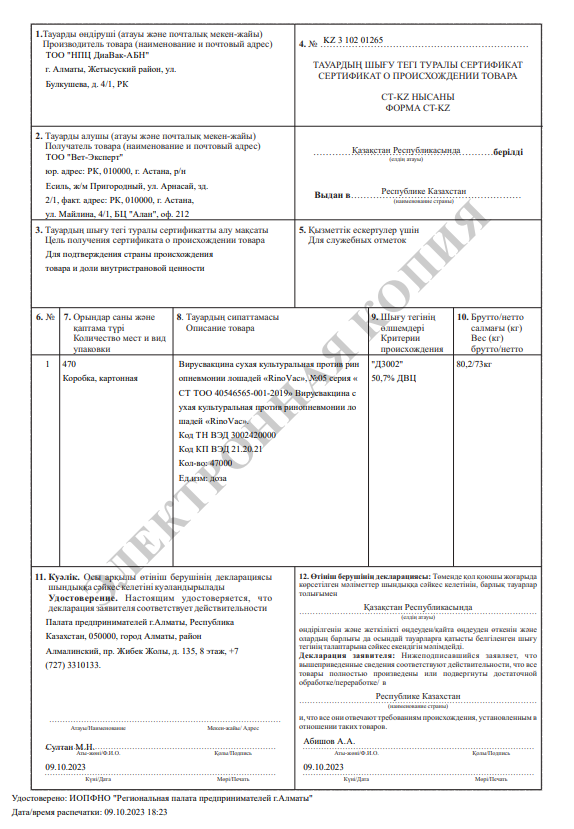 1.Тауарды өндіруші (атауы және почталық мекен-жайы)
Производитель товара (наименование и почтовый адрес)
ТОО "НПЦ ДиаВак-АБН"
г. Алматы, Жетысуский район, ул.
Булкушева, д. 4/1, РК
4. № KZ 3 102 01265
ТАУАРДЫҢ ШЫҒУ ТЕГІ ТУРАЛЫ СЕРТИФИКАТ
СЕРТИФИКАТ О ПРОИСХОЖДЕНИИ ТОВАРА
СТ-KZ НЫСАНЫ
ФОРМА СТ-KZ
2. Тауарды алушы (атауы және почталық мекен-жайы)
Получатель товара (наименование и почтовый адрес)
ТОО "Вет-Эксперт"
юр. адрес: РК, 010000, г. Астана, р/н
Есиль, ж/м Пригородный, ул. Арнасай, зд.
2/1, факт. адрес: РК, 010000, г. Астана,
ул. Майлина, 4/1, БЦ "Алан", оф. 212
Қазақстан Республикасында берілді
(елдің атауы)
Выдан в Республике Казахстан
(наименование страны)
3. Тауардың шығу тегі туралы сертификатты алу мақсаты
Цель получения сертификата о происхождении товара
Для подтверждения страны происхождения
товара и доли внутристрановой ценности
5. Қызметтік ескертулер үшін
Для служебных отметок
6. №
7. Орындар саны және
қаптама түрі
Количество мест и вид
упаковки
8. Тауардың сипаттамасы
Описание товара
9. Шығу тегінің
өлшемдері
Критерии
происхождения
10. Брутто/нетто
салмағы (кг)
Вес (кг)
брутто/нетто
1
470
Коробка, картонная
Вирусвакцина сухая культуральная против рин
опневмонии лошадей «RinoVac», №05 серия «
СТ ТОО 40546565-001-2019» Вирусвакцина с
ухая культуральная против ринопневмонии ло
шадей «RinoVac».
Код ТН ВЭД 3002420000
Код КП ВЭД 21.20.21
Кол-во: 47000
Ед.изм: доза
"Д3002"
50,7% ДВЦ
80,2/73кг
ЭЛЕКТРОННАЯ КОПИЯ
11. Куәлік. Осы арқылы өтініш берушінің декларациясы
шындыққа сәйкес келетіні куәландырылады
Удостоверение. Настоящим удостоверяется, что
декларация заявителя соответствует действительности
Палата предпринимателей г.Алматы, Республика
Казахстан, 050000, город Алматы, район
Алмалинский, пр. Жибек Жолы, д. 135, 8 этаж, +7
(727) 3310133.
Атауы/Наименование Мекен-жайы/ Адрес
Султан М.Н.
Аты-жөні/Ф.И.О. Қолы/Подпись
09.10.2023
Күні/Дата Мөрі/Печать
12. Өтініш берушінің декларациясы: Төменде қол қоюшы жоғарыда
көрсетілген мәліметтер шындыққа сәйкес келетінін, барлық тауарлар
толығымен
Қазақстан Республикасында
(елдің атауы)
өндірілгенін және жеткілікті өңдеуден/қайта өңдеуден өткенін және
олардың барлығы да осындай тауарларға қатысты белгіленген шығу
тегінің талаптарына сәйкес екендігін мәлімдейді.
Декларация заявителя: Нижеподписавшийся заявляет, что
вышеприведенные сведения соответствуют действительности, что все
товары полностью произведены или подвергнуты достаточной
обработке/переработке/ в
Республике Казахстан
(наименование страны)
и, что все они отвечают требованиям происхождения, установленным в
отношении таких товаров.
Абишов А.А.
Аты-жөні/Ф.И.О. Қолы/Подпись
09.10.2023
Күні/Дата Мөрі/Печать
Удостоверено: ИОПФНО "Региональная палата предпринимателей г.Алматы"
Дата/время распечатки: 09.10.2023 18:23